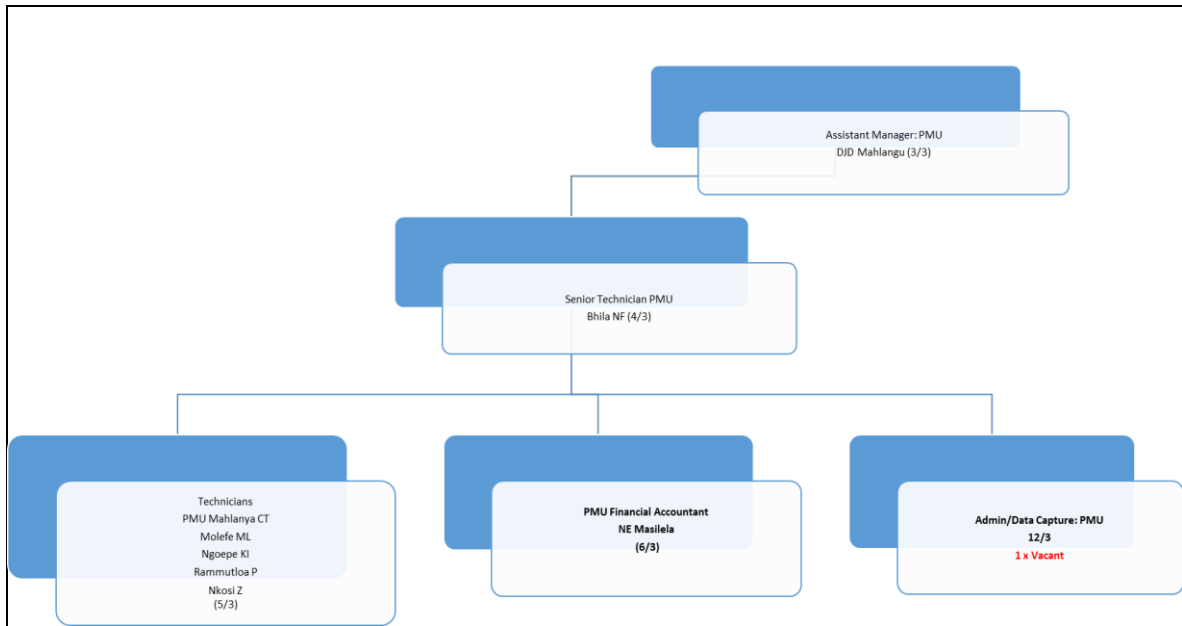 Assistant Manager: PMU
DJD Mahlangu (3/3)
Senior Technician PMU
Bhila NF (4/3)
Technicians
PMU Mahlanya CT
Molefe ML
Ngoepe KI
Rammutloa P
Nkosi Z
(5/3)
PMU Financial Accountant
NE Masilela
(6/3)
Admin/Data Capture: PMU
12/3
1 x Vacant